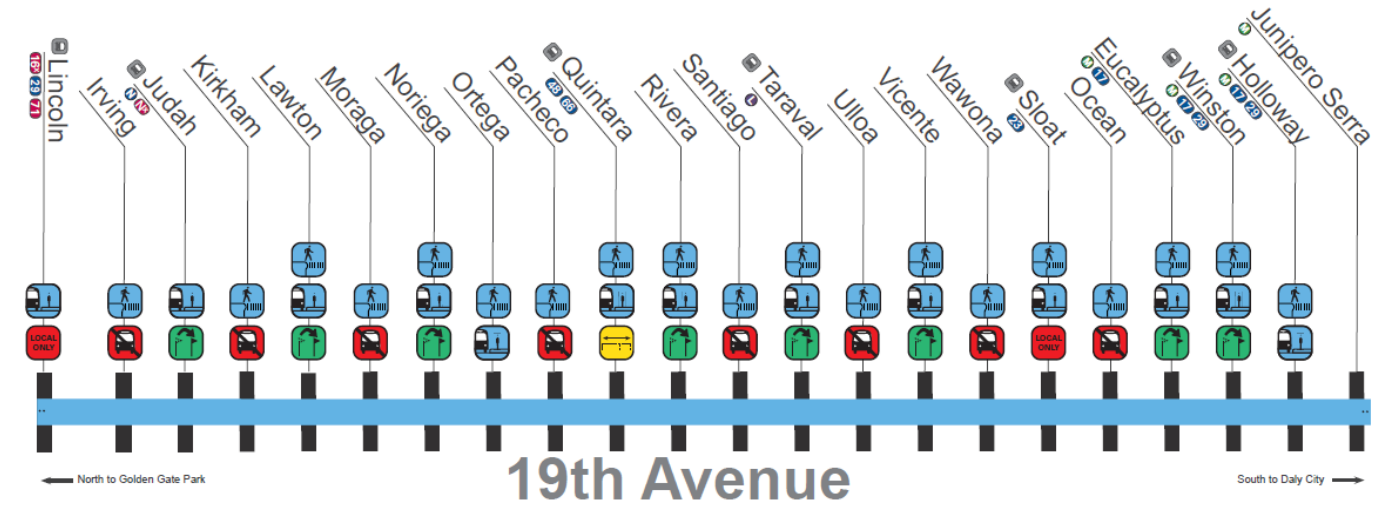 Lincoln
16X 29 71
Irving
Judah
N NX
Kirkham
Lawton
Moraga
Noriega
Ortega
Pacheco
Quintara
48 66
Rivera
Santiago
Taraval
L
Ulloa
Vicente
Wawona
Sloat
23
Ocean
Eucalyptus
M 17
Winston
M 17 29
Holloway
M 17 29
Junipero Serra
M
LOCAL
ONLY
LOCAL
ONLY
19th Avenue
North to Golden Gate Park
South to Daly City